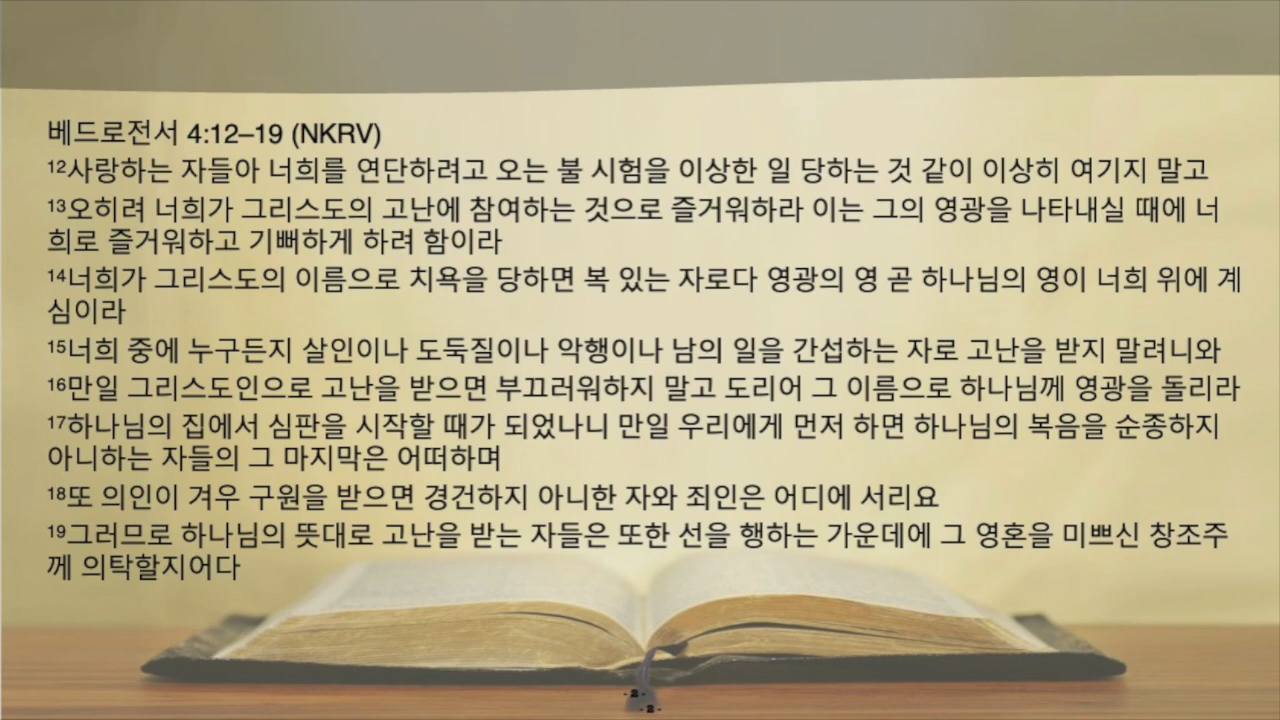 베드로전서 4:12–19 (NKRV)
¹²사랑하는 자들아 너희를 연단하려고 오는 불 시험을 이상한 일 당하는 것 같이 이상히 여기지 말고
¹³오히려 너희가 그리스도의 고난에 참여하는 것으로 즐거워하라 이는 그의 영광을 나타내실 때에 너
희로 즐거워하고 기뻐하게 하려 함이라
¹⁴너희가 그리스도의 이름으로 치욕을 당하면 복 있는 자로다 영광의 영 곧 하나님의 영이 너희 위에 계
심이라
¹⁵너희 중에 누구든지 살인이나 도둑질이나 악행이나 남의 일을 간섭하는 자로 고난을 받지 말려니와
¹⁶만일 그리스도인으로 고난을 받으면 부끄러워하지 말고 도리어 그 이름으로 하나님께 영광을 돌리라
¹⁷하나님의 집에서 심판을 시작할 때가 되었나니 만일 우리에게 먼저 하면 하나님의 복음을 순종하지
아니하는 자들의 그 마지막은 어떠하며
¹⁸또 의인이 겨우 구원을 받으면 경건하지 아니한 자와 죄인은 어디에 서리요
¹⁹그러므로 하나님의 뜻대로 고난을 받는 자들은 또한 선을 행하는 가운데에 그 영혼을 미쁘신 창조주
께 의탁할지어다
- 2 -
- 2 -